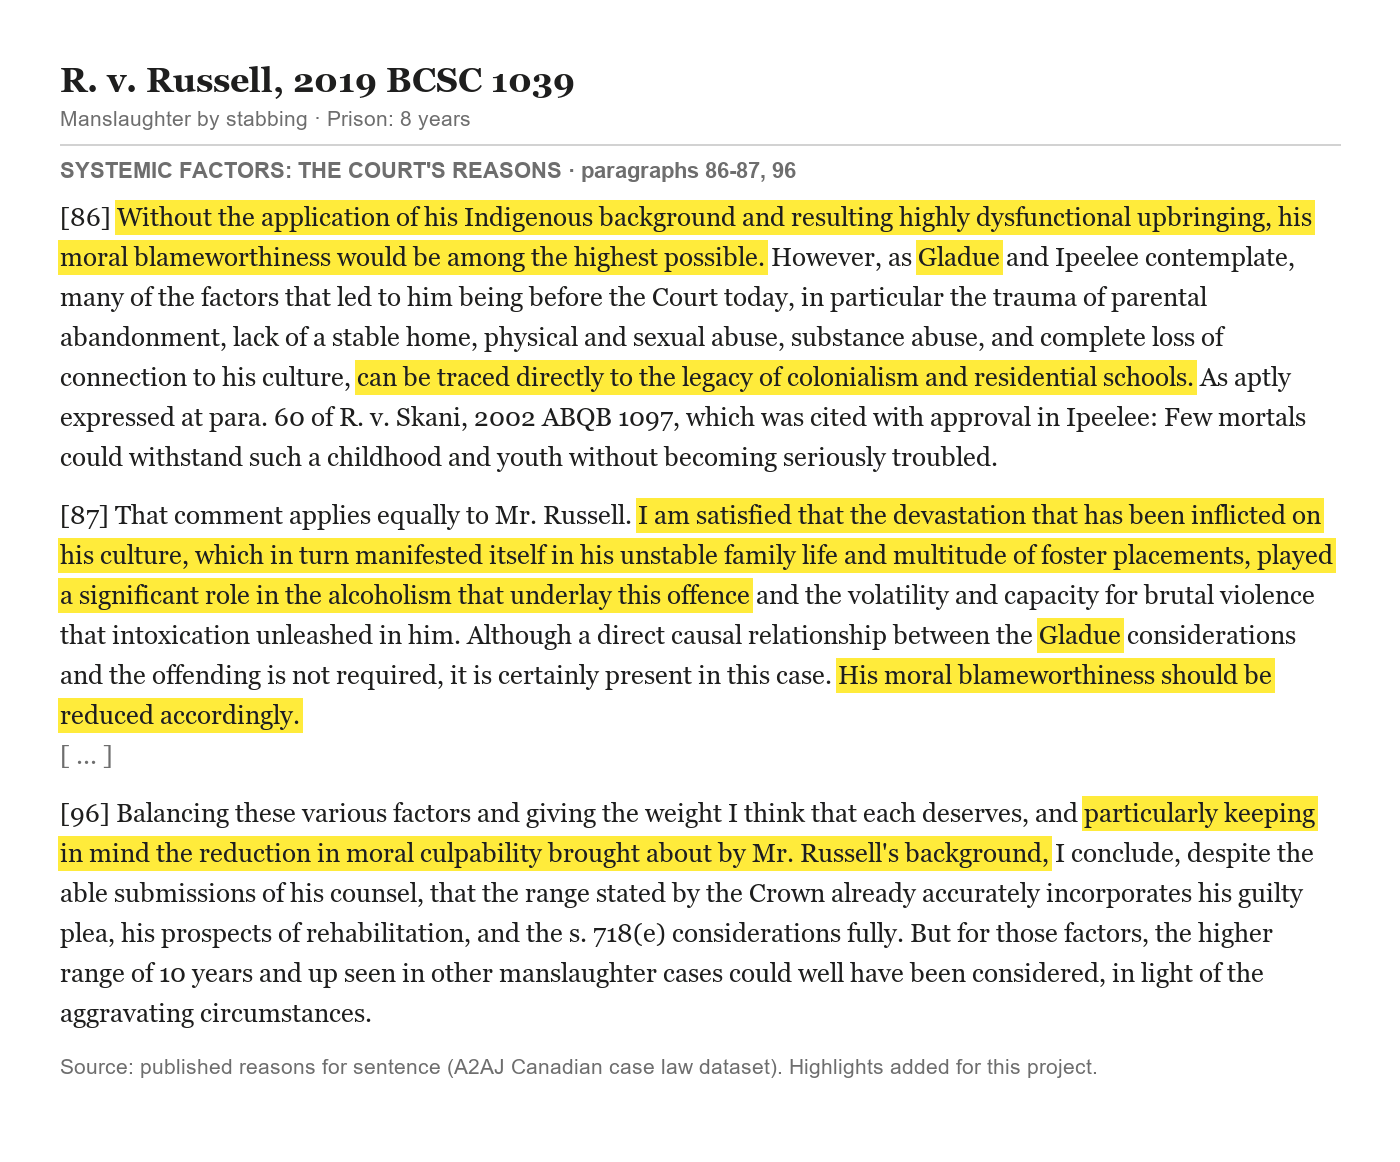 R. v. Russell, 2019 BCSC 1039
Manslaughter by stabbing · Prison: 8 years
SYSTEMIC FACTORS: THE COURT'S REASONS · paragraphs 86-87, 96
[86] Without the application of his Indigenous background and resulting highly dysfunctional upbringing, his
moral blameworthiness would be among the highest possible. However, as Gladue and Ipeelee contemplate,
many of the factors that led to him being before the Court today, in particular the trauma of parental
abandonment, lack of a stable home, physical and sexual abuse, substance abuse, and complete loss of
connection to his culture, can be traced directly to the legacy of colonialism and residential schools. As aptly
expressed at para. 60 of R. v. Skani, 2002 ABQB 1097, which was cited with approval in Ipeelee: Few mortals
could withstand such a childhood and youth without becoming seriously troubled.
[87] That comment applies equally to Mr. Russell. I am satisfied that the devastation that has been inflicted on
his culture, which in turn manifested itself in his unstable family life and multitude of foster placements, played
a significant role in the alcoholism that underlay this offence and the volatility and capacity for brutal violence
that intoxication unleashed in him. Although a direct causal relationship between the Gladue considerations
and the offending is not required, it is certainly present in this case. His moral blameworthiness should be
reduced accordingly.
[ ... ]
[96] Balancing these various factors and giving the weight I think that each deserves, and particularly keeping
in mind the reduction in moral culpability brought about by Mr. Russell's background, I conclude, despite the
able submissions of his counsel, that the range stated by the Crown already accurately incorporates his guilty
plea, his prospects of rehabilitation, and the s. 718(e) considerations fully. But for those factors, the higher
range of 10 years and up seen in other manslaughter cases could well have been considered, in light of the
aggravating circumstances.
Source: published reasons for sentence (A2AJ Canadian case law dataset). Highlights added for this project.